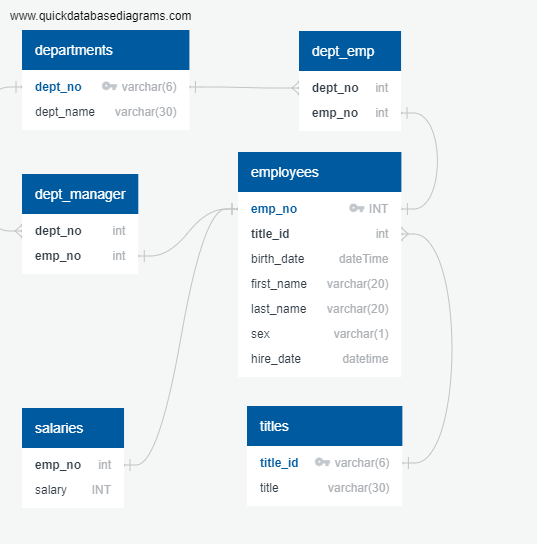 www.quickdatabasediagrams.com
departments
dept_no varchar(6)
dept_name varchar(30)
dept_emp
dept_no int
emp_no int
dept_manager
dept_no int
emp_no int
employees
emp_no INT
title_id int
birth_date dateTime
first_name varchar(20)
last_name varchar(20)
sex varchar(1)
hire_date datetime
salaries
emp_no int
salary INT
titles
title_id varchar(6)
title varchar(30)